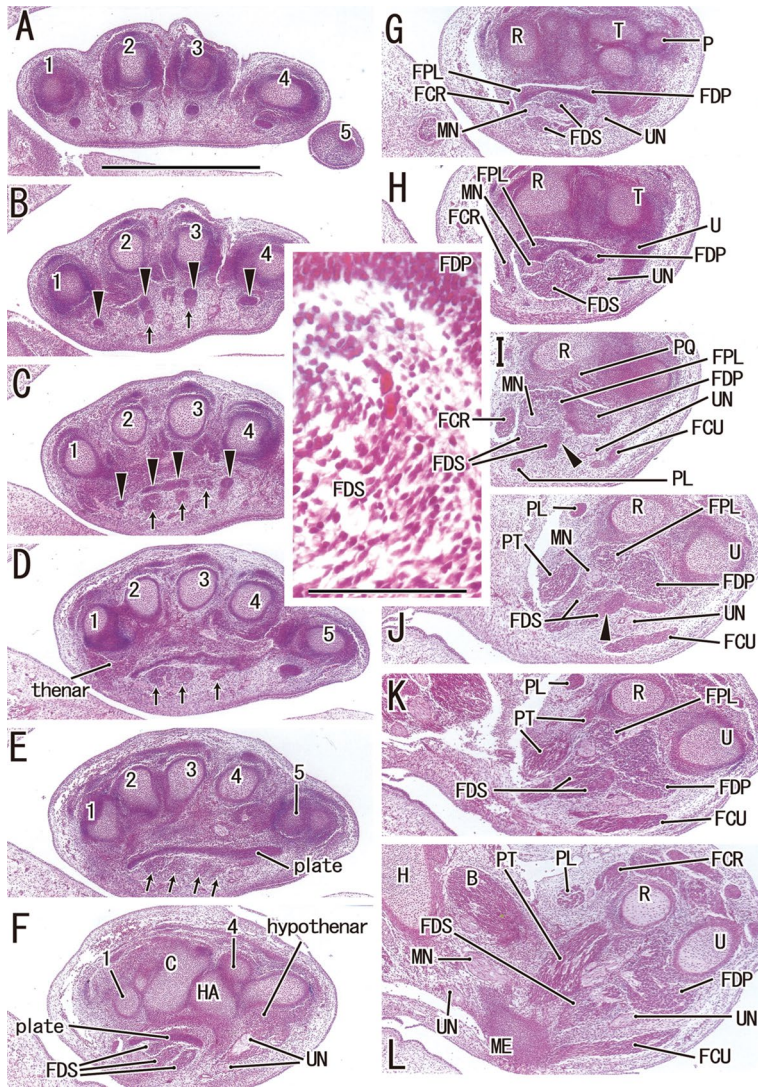 A
1
2
3
4
5
B
1
2
3
4
C
1
2
3
4
D
1
2
3
4
5
thenar
E
1
2
3
4
5
plate
F
1
C
4
HA
hypothenar
plate
FDS
UN
FDP
FDS
G
R
T
P
FPL
FCR
MN
FDS
UN
FDP
H
R
T
FPL
MN
FCR
U
FDP
UN
FDS
I
R
PQ
FPL
MN
FDP
UN
FCR
FCU
FDS
PL
J
PL
R
FPL
PT
MN
U
FDP
FDS
UN
FCU
K
PL
R
FPL
PT
U
FDS
FDP
FCU
L
H
B
PT
PL
FCR
R
FDS
U
MN
FDP
UN
UN
ME
FCU